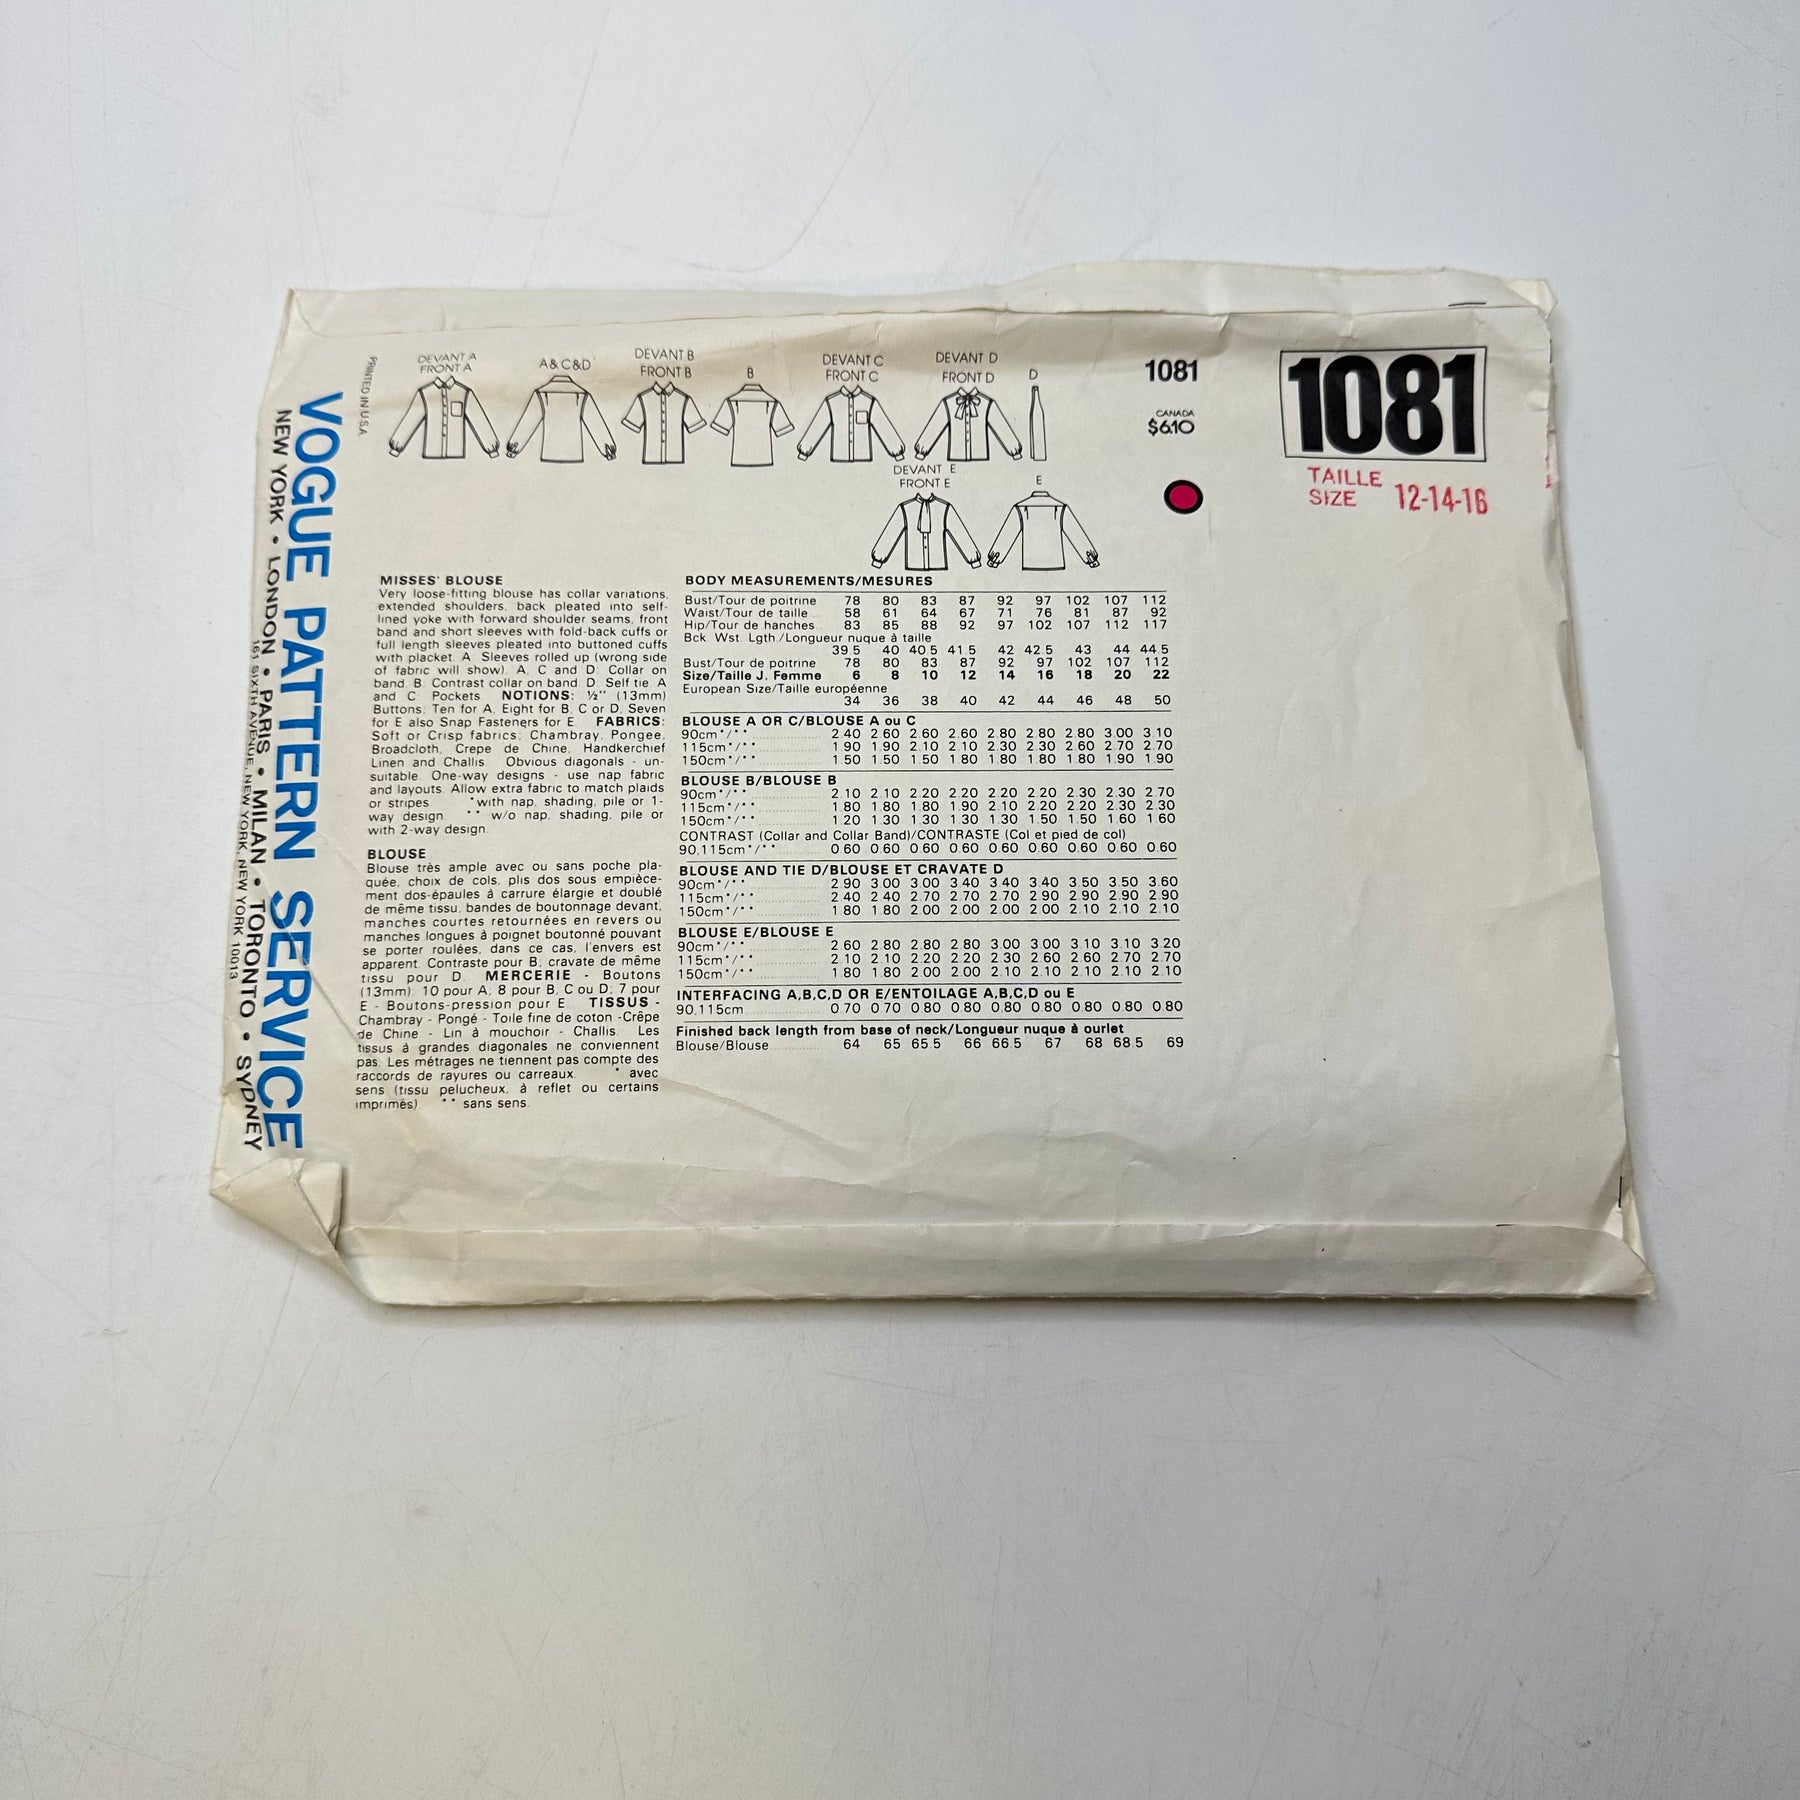 DEVANT A
FRONT A
A & C & D
DEVANT B
FRONT B
B
DEVANT C
FRONT C
DEVANT D
FRONT D
D
DEVANT E
FRONT E
E
1081
CANADA
$6.10
1081
TAILLE
SIZE 12-14-16
PRINTED IN U.S.A.
VOGUE PATTERN SERVICE
NEW YORK • LONDON • PARIS • MILAN • TORONTO • SYDNEY
161 SIXTH AVENUE, NEW YORK, NEW YORK 10013
MISSES' BLOUSE
Very loose-fitting blouse has collar variations,
extended shoulders, back pleated into self-
lined yoke with forward shoulder seams, front
band and short sleeves with fold-back cuffs or
full length sleeves pleated into buttoned cuffs
with placket. A: Sleeves rolled up (wrong side
of fabric will show). A, C and D: Collar on
band. B: Contrast collar on band. D: Self tie. A
and C: Pockets. NOTIONS: ½" (13mm)
Buttons: Ten for A, Eight for B, C or D, Seven
for E also Snap Fasteners for E. FABRICS:
Soft or Crisp fabrics: Chambray, Pongee,
Broadcloth, Crepe de Chine, Handkerchief
Linen and Challis. Obvious diagonals - un-
suitable. One-way designs - use nap fabric
and layouts. Allow extra fabric to match plaids
or stripes. *with nap, shading, pile or 1-
way design. ** w/o nap, shading, pile or
with 2-way design.
BLOUSE
Blouse très ample avec ou sans poche pla-
quée, choix de cols, plis dos sous empièce-
ment dos-épaules à carrure élargie et doublé
de même tissu, bandes de boutonnage devant,
manches courtes retournées en revers ou
manches longues à poignet boutonné pouvant
se porter roulées, dans ce cas, l'envers est
apparent. Contraste pour B, cravate de même
tissu pour D. MERCERIE - Boutons
(13mm): 10 pour A; 8 pour B, C ou D; 7 pour
E - Boutons-pression pour E. TISSUS -
Chambray - Pongé - Toile fine de coton -Crêpe
de Chine - Lin à mouchoir - Challis. Les
tissus à grandes diagonales ne conviennent
pas. Les métrages ne tiennent pas compte des
raccords de rayures ou carreaux. * avec
sens (tissu pelucheux, à reflet ou certains
imprimés) ** sans sens.
BODY MEASUREMENTS/MESURES
Bust/Tour de poitrine 78 80 83 87 92 97 102 107 112
Waist/Tour de taille 58 61 64 67 71 76 81 87 92
Hip/Tour de hanches 83 85 88 92 97 102 107 112 117
Bck. Wst. Lgth./Longueur nuque à taille
39.5 40 40.5 41.5 42 42.5 43 44 44.5
Bust/Tour de poitrine 78 80 83 87 92 97 102 107 112
Size/Taille J. Femme 6 8 10 12 14 16 18 20 22
European Size/Taille européenne
34 36 38 40 42 44 46 48 50
BLOUSE A OR C/BLOUSE A ou C
90cm*/** 2.40 2.60 2.60 2.60 2.80 2.80 2.80 3.00 3.10
115cm*/** 1.90 1.90 2.10 2.10 2.30 2.30 2.60 2.70 2.70
150cm*/** 1.50 1.50 1.50 1.80 1.80 1.80 1.80 1.90 1.90
BLOUSE B/BLOUSE B
90cm*/** 2.10 2.10 2.20 2.20 2.20 2.20 2.30 2.30 2.70
115cm*/** 1.80 1.80 1.80 1.90 2.10 2.20 2.20 2.30 2.30
150cm*/** 1.20 1.30 1.30 1.30 1.30 1.50 1.50 1.60 1.60
CONTRAST (Collar and Collar Band)/CONTRASTE (Col et pied de col)
90,115cm*/** 0.60 0.60 0.60 0.60 0.60 0.60 0.60 0.60 0.60
BLOUSE AND TIE D/BLOUSE ET CRAVATE D
90cm*/** 2.90 3.00 3.00 3.40 3.40 3.40 3.50 3.50 3.60
115cm*/** 2.40 2.40 2.70 2.70 2.70 2.90 2.90 2.90 2.90
150cm*/** 1.80 1.80 2.00 2.00 2.00 2.00 2.10 2.10 2.10
BLOUSE E/BLOUSE E
90cm*/** 2.60 2.80 2.80 2.80 3.00 3.00 3.10 3.10 3.20
115cm*/** 2.10 2.10 2.20 2.20 2.30 2.60 2.60 2.70 2.70
150cm*/** 1.80 1.80 2.00 2.00 2.10 2.10 2.10 2.10 2.10
INTERFACING A,B,C,D OR E/ENTOILAGE A,B,C,D ou E
90,115cm 0.70 0.70 0.80 0.80 0.80 0.80 0.80 0.80 0.80
Finished back length from base of neck/Longueur nuque à ourlet
Blouse/Blouse 64 65 65.5 66 66.5 67 68 68.5 69